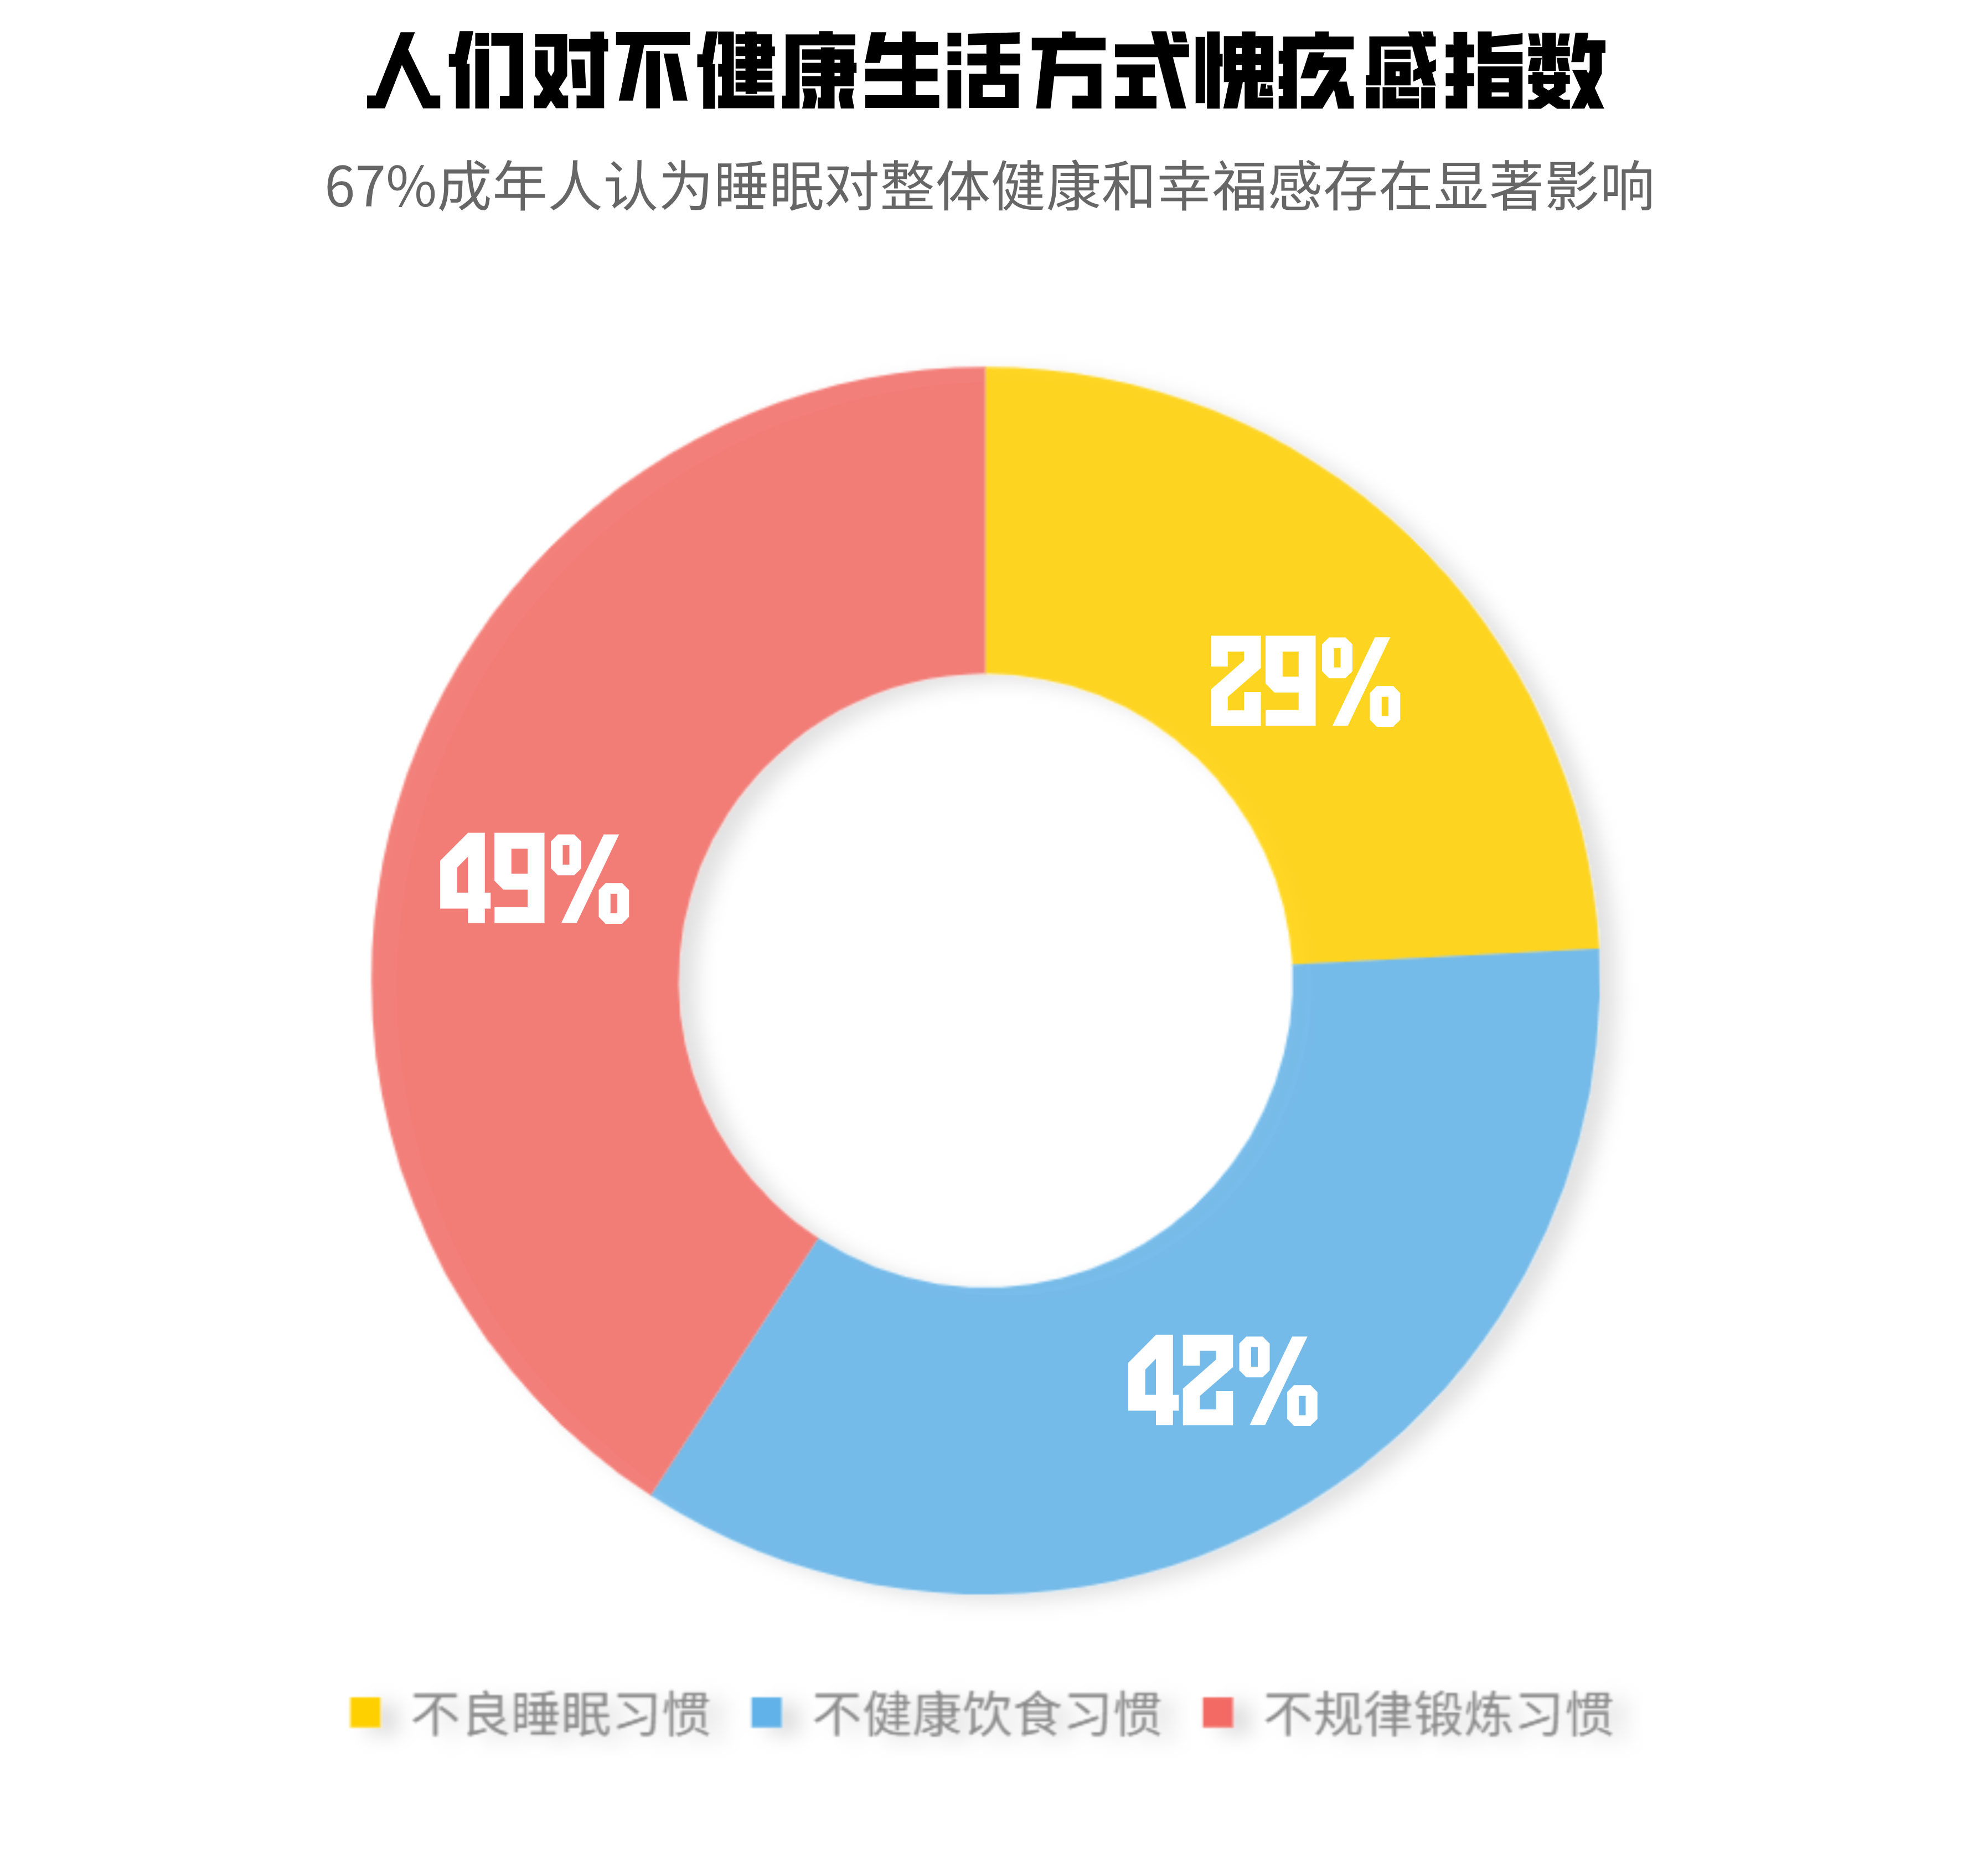 人们对不健康生活方式愧疚感指数
67%成年人认为睡眠对整体健康和幸福感存在显著影响
29%
49%
42%
不良睡眠习惯 不健康饮食习惯 不规律锻炼习惯